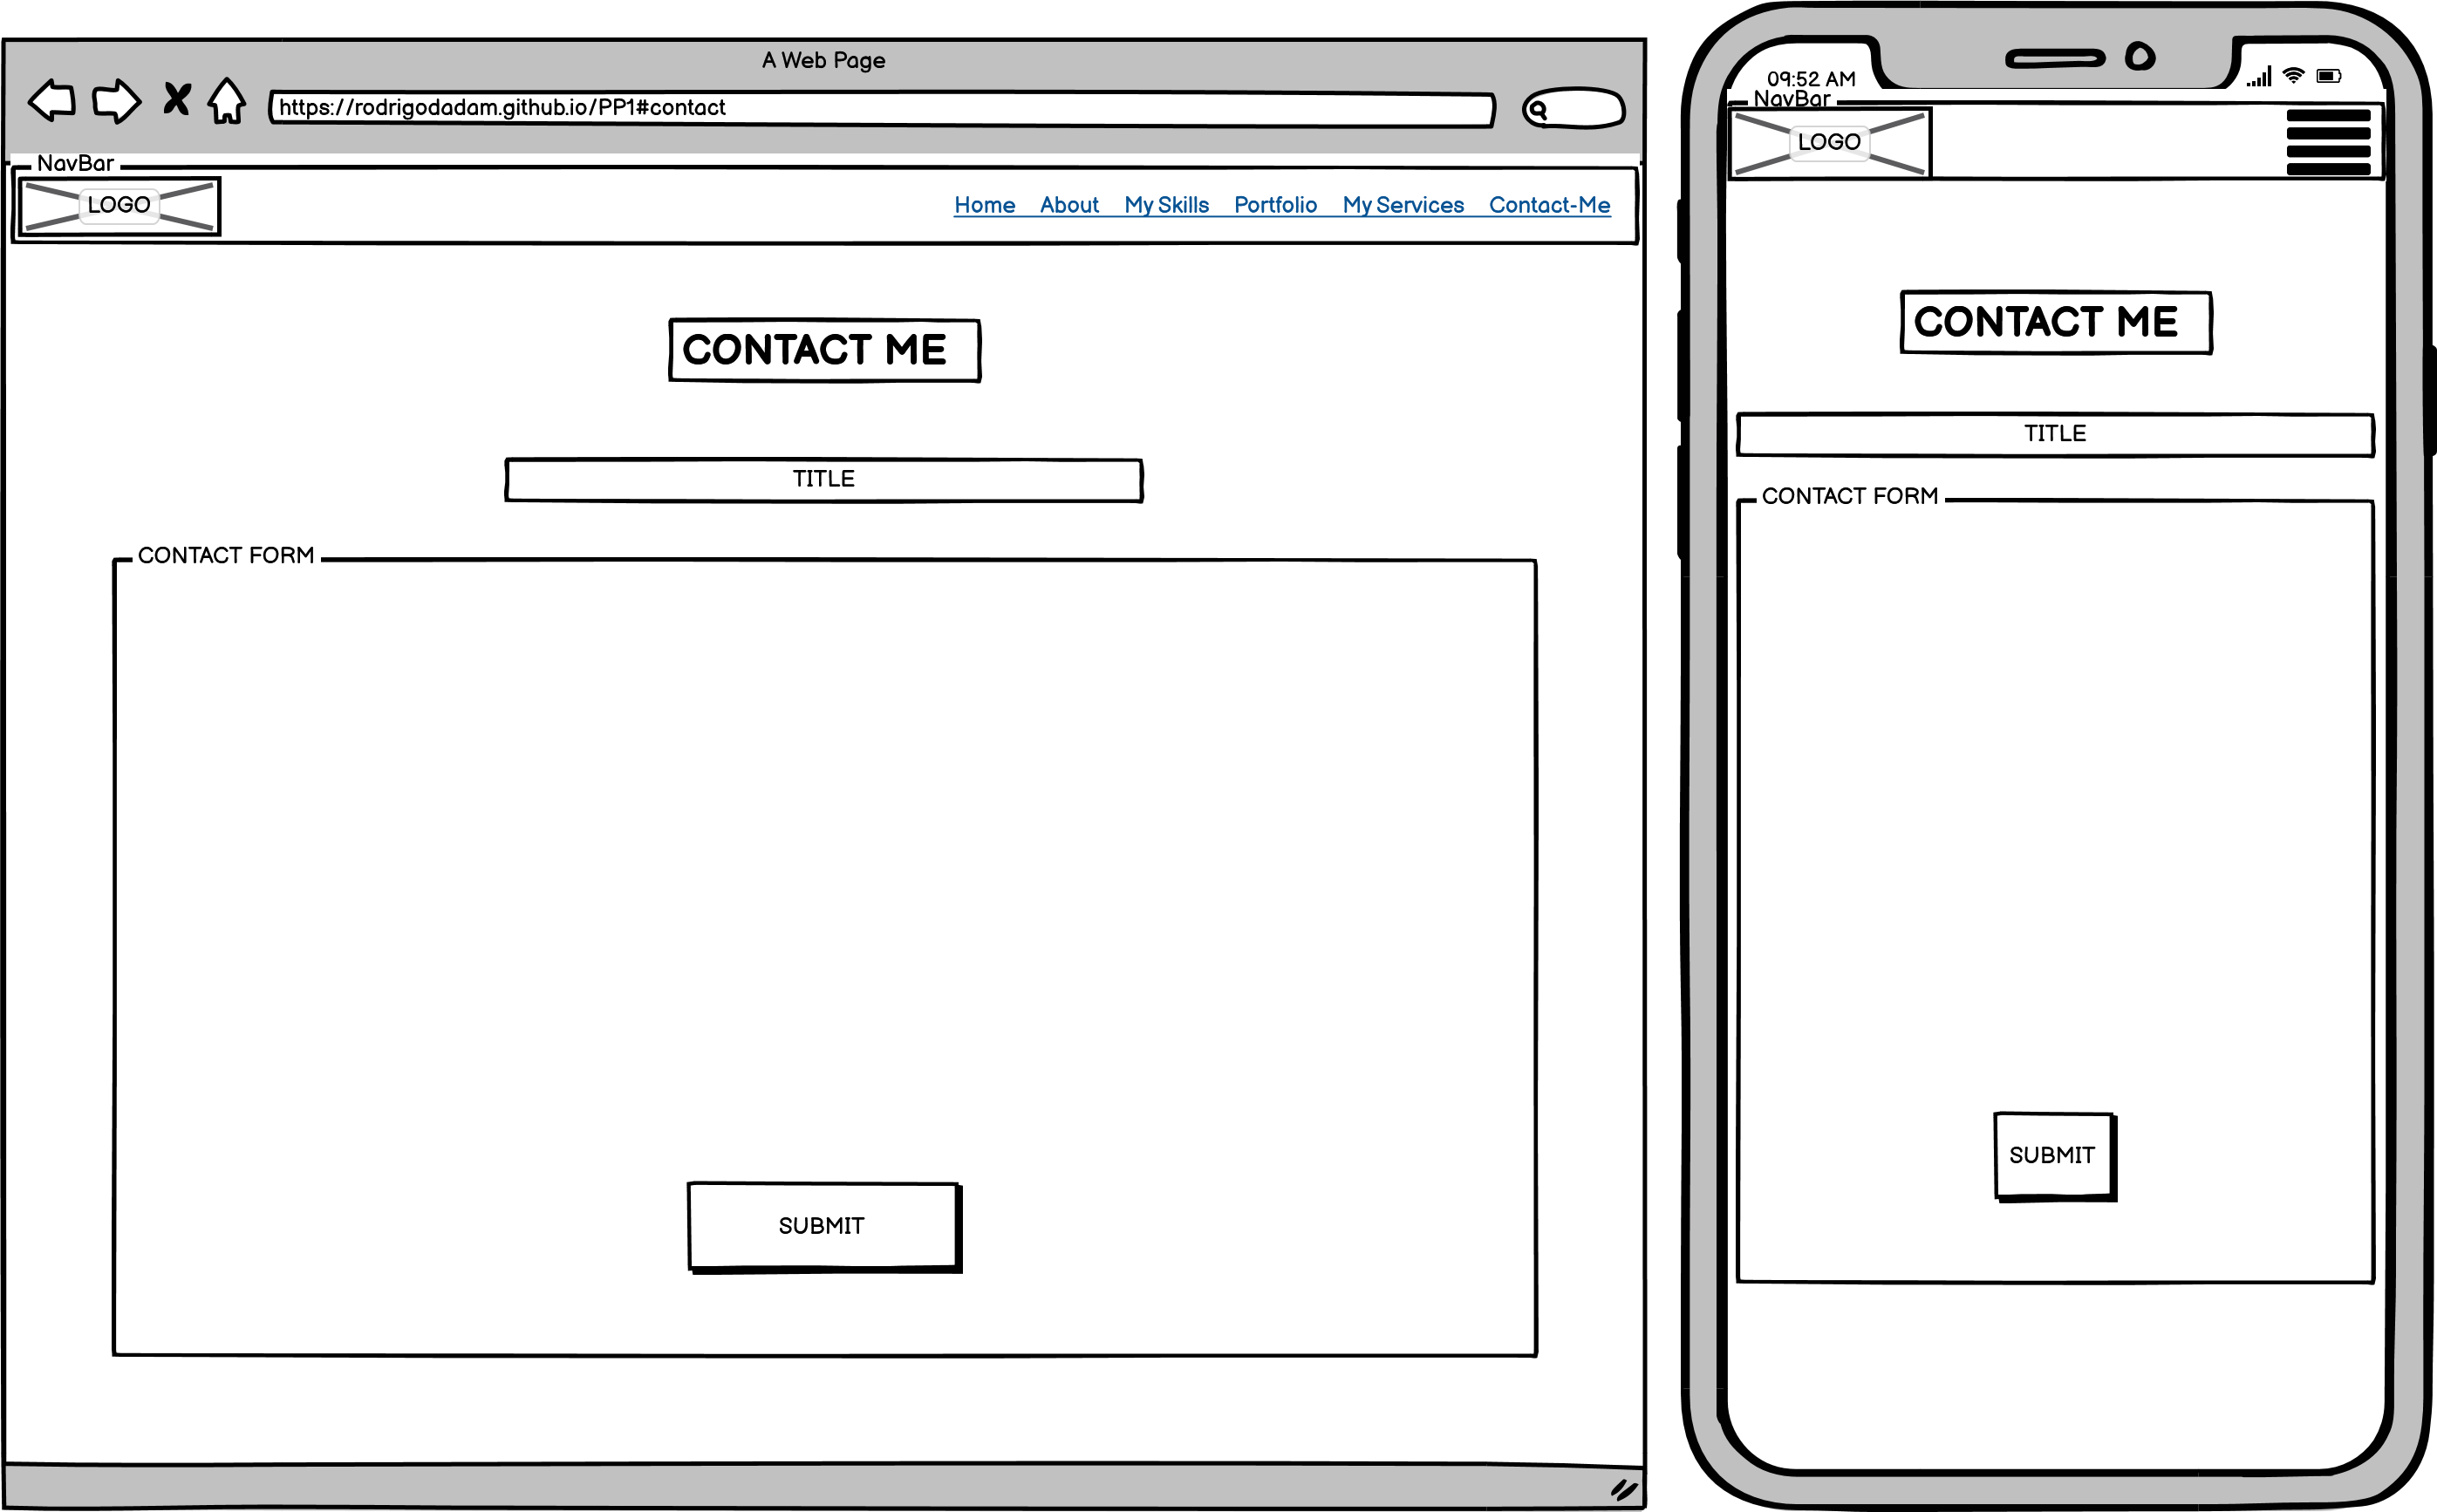 A Web Page
https://rodrigodadam.github.io/PP1#contact
NavBar
LOGO
Home About My Skills Portfolio My Services Contact-Me
CONTACT ME
TITLE
CONTACT FORM
SUBMIT
09:52 AM
NavBar
LOGO
CONTACT ME
TITLE
CONTACT FORM
SUBMIT